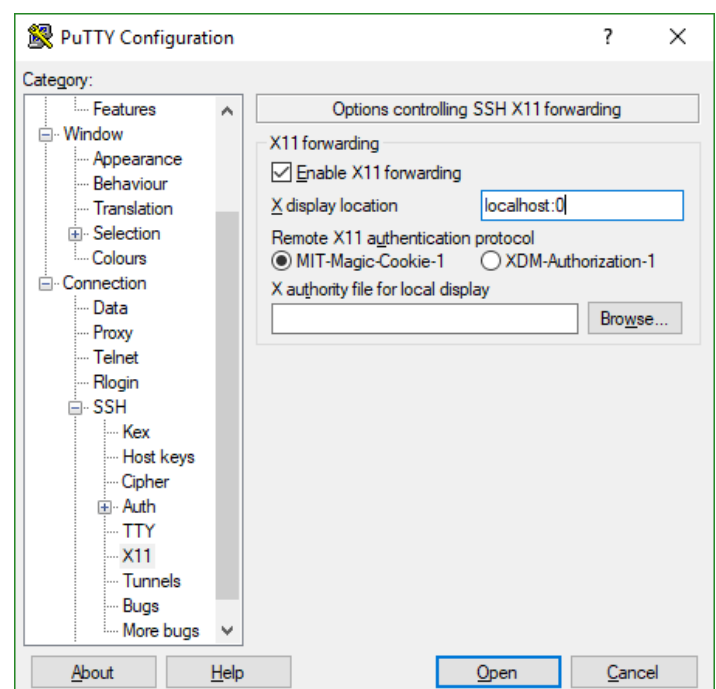 PuTTY Configuration
?
Category:
Features
Window
Appearance
Behaviour
Translation
Selection
Colours
Connection
Data
Proxy
Telnet
Rlogin
SSH
Kex
Host keys
Cipher
Auth
TTY
X11
Tunnels
Bugs
More bugs
Options controlling SSH X11 forwarding
X11 forwarding
Enable X11 forwarding
X display location localhost:0
Remote X11 authentication protocol
MIT-Magic-Cookie-1 XDM-Authorization-1
X authority file for local display
Browse...
About Help Open Cancel